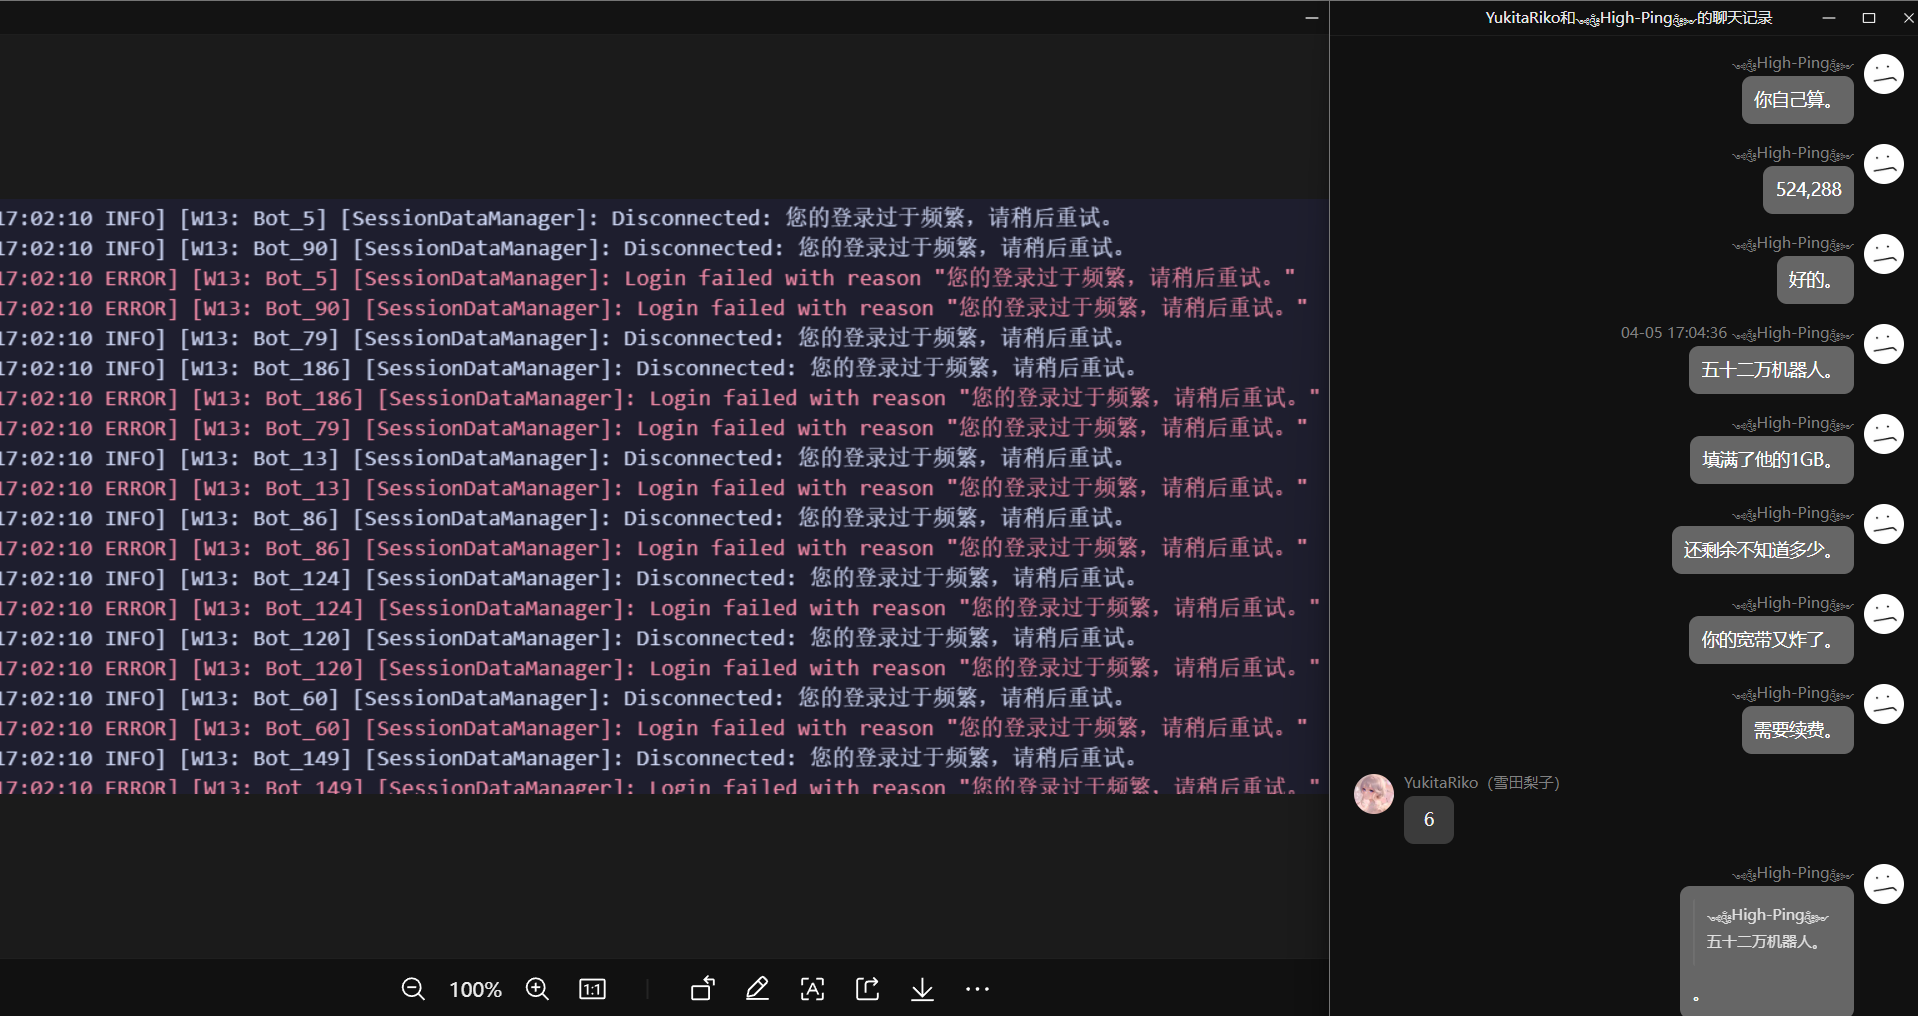 17:02:10 INFO] [W13: Bot_5] [SessionDataManager]: Disconnected: 您的登录过于频繁，请稍后重试。
17:02:10 INFO] [W13: Bot_90] [SessionDataManager]: Disconnected: 您的登录过于频繁，请稍后重试。
17:02:10 ERROR] [W13: Bot_5] [SessionDataManager]: Login failed with reason "您的登录过于频繁，请稍后重试。"
17:02:10 ERROR] [W13: Bot_90] [SessionDataManager]: Login failed with reason "您的登录过于频繁，请稍后重试。"
17:02:10 INFO] [W13: Bot_79] [SessionDataManager]: Disconnected: 您的登录过于频繁，请稍后重试。
17:02:10 INFO] [W13: Bot_186] [SessionDataManager]: Disconnected: 您的登录过于频繁，请稍后重试。
17:02:10 ERROR] [W13: Bot_186] [SessionDataManager]: Login failed with reason "您的登录过于频繁，请稍后重试。"
17:02:10 ERROR] [W13: Bot_79] [SessionDataManager]: Login failed with reason "您的登录过于频繁，请稍后重试。"
17:02:10 INFO] [W13: Bot_13] [SessionDataManager]: Disconnected: 您的登录过于频繁，请稍后重试。
17:02:10 ERROR] [W13: Bot_13] [SessionDataManager]: Login failed with reason "您的登录过于频繁，请稍后重试。"
17:02:10 INFO] [W13: Bot_86] [SessionDataManager]: Disconnected: 您的登录过于频繁，请稍后重试。
17:02:10 ERROR] [W13: Bot_86] [SessionDataManager]: Login failed with reason "您的登录过于频繁，请稍后重试。"
17:02:10 INFO] [W13: Bot_124] [SessionDataManager]: Disconnected: 您的登录过于频繁，请稍后重试。
17:02:10 ERROR] [W13: Bot_124] [SessionDataManager]: Login failed with reason "您的登录过于频繁，请稍后重试。"
17:02:10 INFO] [W13: Bot_120] [SessionDataManager]: Disconnected: 您的登录过于频繁，请稍后重试。
17:02:10 ERROR] [W13: Bot_120] [SessionDataManager]: Login failed with reason "您的登录过于频繁，请稍后重试。"
17:02:10 INFO] [W13: Bot_60] [SessionDataManager]: Disconnected: 您的登录过于频繁，请稍后重试。
17:02:10 ERROR] [W13: Bot_60] [SessionDataManager]: Login failed with reason "您的登录过于频繁，请稍后重试。"
17:02:10 INFO] [W13: Bot_149] [SessionDataManager]: Disconnected: 您的登录过于频繁，请稍后重试。
17:02:10 ERROR] [W13: Bot_149] [SessionDataManager]: Login failed with reason "您的登录过于频繁，请稍后重试。"
100%
1:1
YukitaRiko和High-Ping的聊天记录
High-Ping
你自己算。
High-Ping
524,288
High-Ping
好的。
04-05 17:04:36 High-Ping
五十二万机器人。
High-Ping
填满了他的1GB。
High-Ping
还剩余不知道多少。
High-Ping
你的宽带又炸了。
High-Ping
需要续费。
YukitaRiko（雪田梨子）
6
High-Ping
High-Ping
五十二万机器人。
。